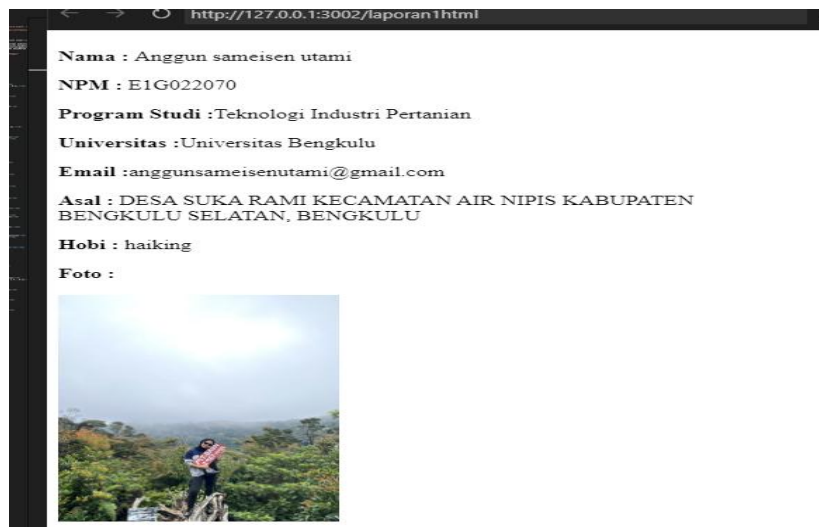 http://127.0.0.1:3002/laporan1html
Nama : Anggun sameisen utami
NPM : E1G022070
Program Studi :Teknologi Industri Pertanian
Universitas :Universitas Bengkulu
Email :anggunsameisenutami@gmail.com
Asal : DESA SUKA RAMI KECAMATAN AIR NIPIS KABUPATEN
BENGKULU SELATAN, BENGKULU
Hobi : haiking
Foto :